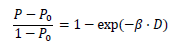 P − P₀ / 1 − P₀ = 1 − exp(−β · D)